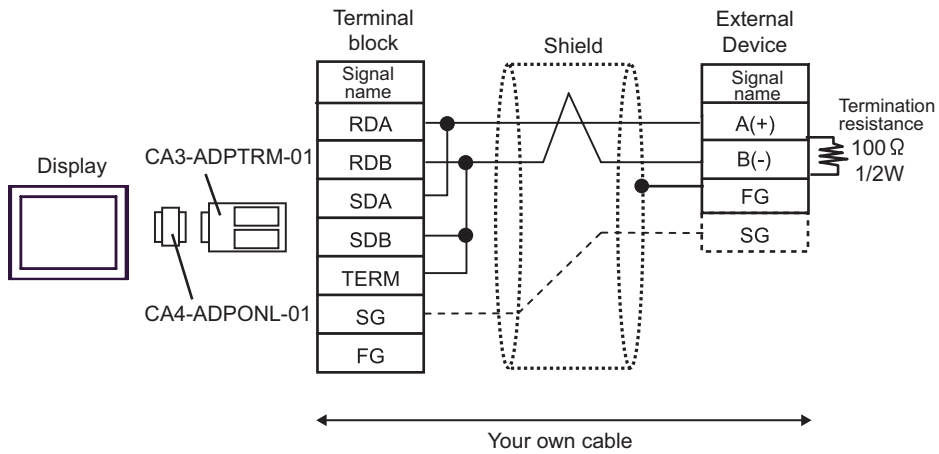 Terminal
block
Shield
External
Device
Signal
name
Signal
name
RDA
A(+)
Termination
resistance
100 Ω
1/2W
RDB
B(-)
Display
CA3-ADPTRM-01
SDA
FG
SDB
SG
TERM
CA4-ADPONL-01
SG
FG
Your own cable